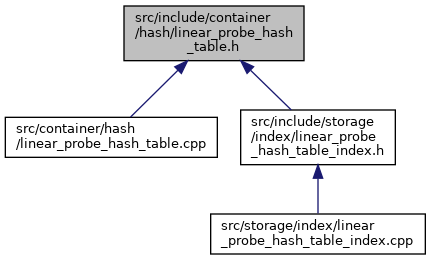 src/include/container
/hash/linear_probe_hash
_table.h
src/container/hash
/linear_probe_hash_table.cpp
src/include/storage
/index/linear_probe
_hash_table_index.h
src/storage/index/linear
_probe_hash_table_index.cpp